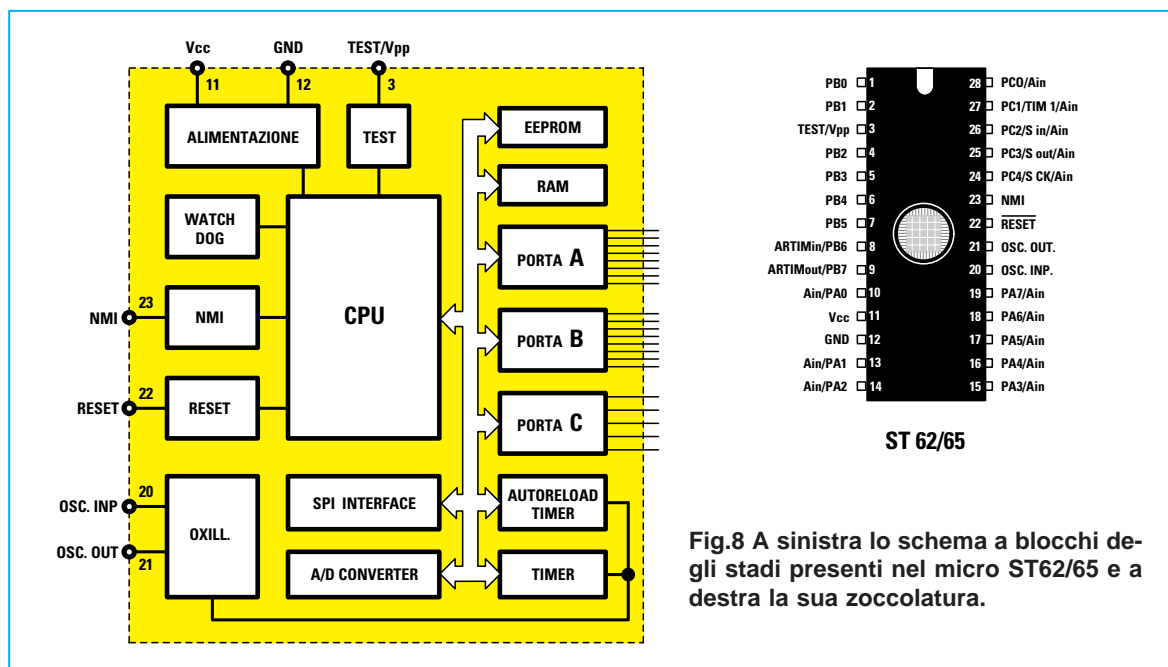 Vcc
GND
TEST/Vpp
11
12
3
ALIMENTAZIONE
TEST
WATCH
DOG
CPU
23
NMI
NMI
22
RESET
RESET
20
OSC. INP
OSC. OUT
21
OXILL.
SPI INTERFACE
A/D CONVERTER
EEPROM
RAM
PORTA A
PORTA B
PORTA C
AUTORELOAD
TIMER
TIMER
PB0 1 28 PC0/Ain
PB1 2 27 PC1/TIM 1/Ain
TEST/Vpp 3 26 PC2/S in/Ain
PB2 4 25 PC3/S out/Ain
PB3 5 24 PC4/S CK/Ain
PB4 6 23 NMI
PB5 7 22 RESET
ARTIMin/PB6 8 21 OSC. OUT.
ARTIMout/PB7 9 20 OSC. INP.
Ain/PA0 10 19 PA7/Ain
Vcc 11 18 PA6/Ain
GND 12 17 PA5/Ain
Ain/PA1 13 16 PA4/Ain
Ain/PA2 14 15 PA3/Ain
ST 62/65
Fig.8 A sinistra lo schema a blocchi de-
gli stadi presenti nel micro ST62/65 e a
destra la sua zoccolatura.